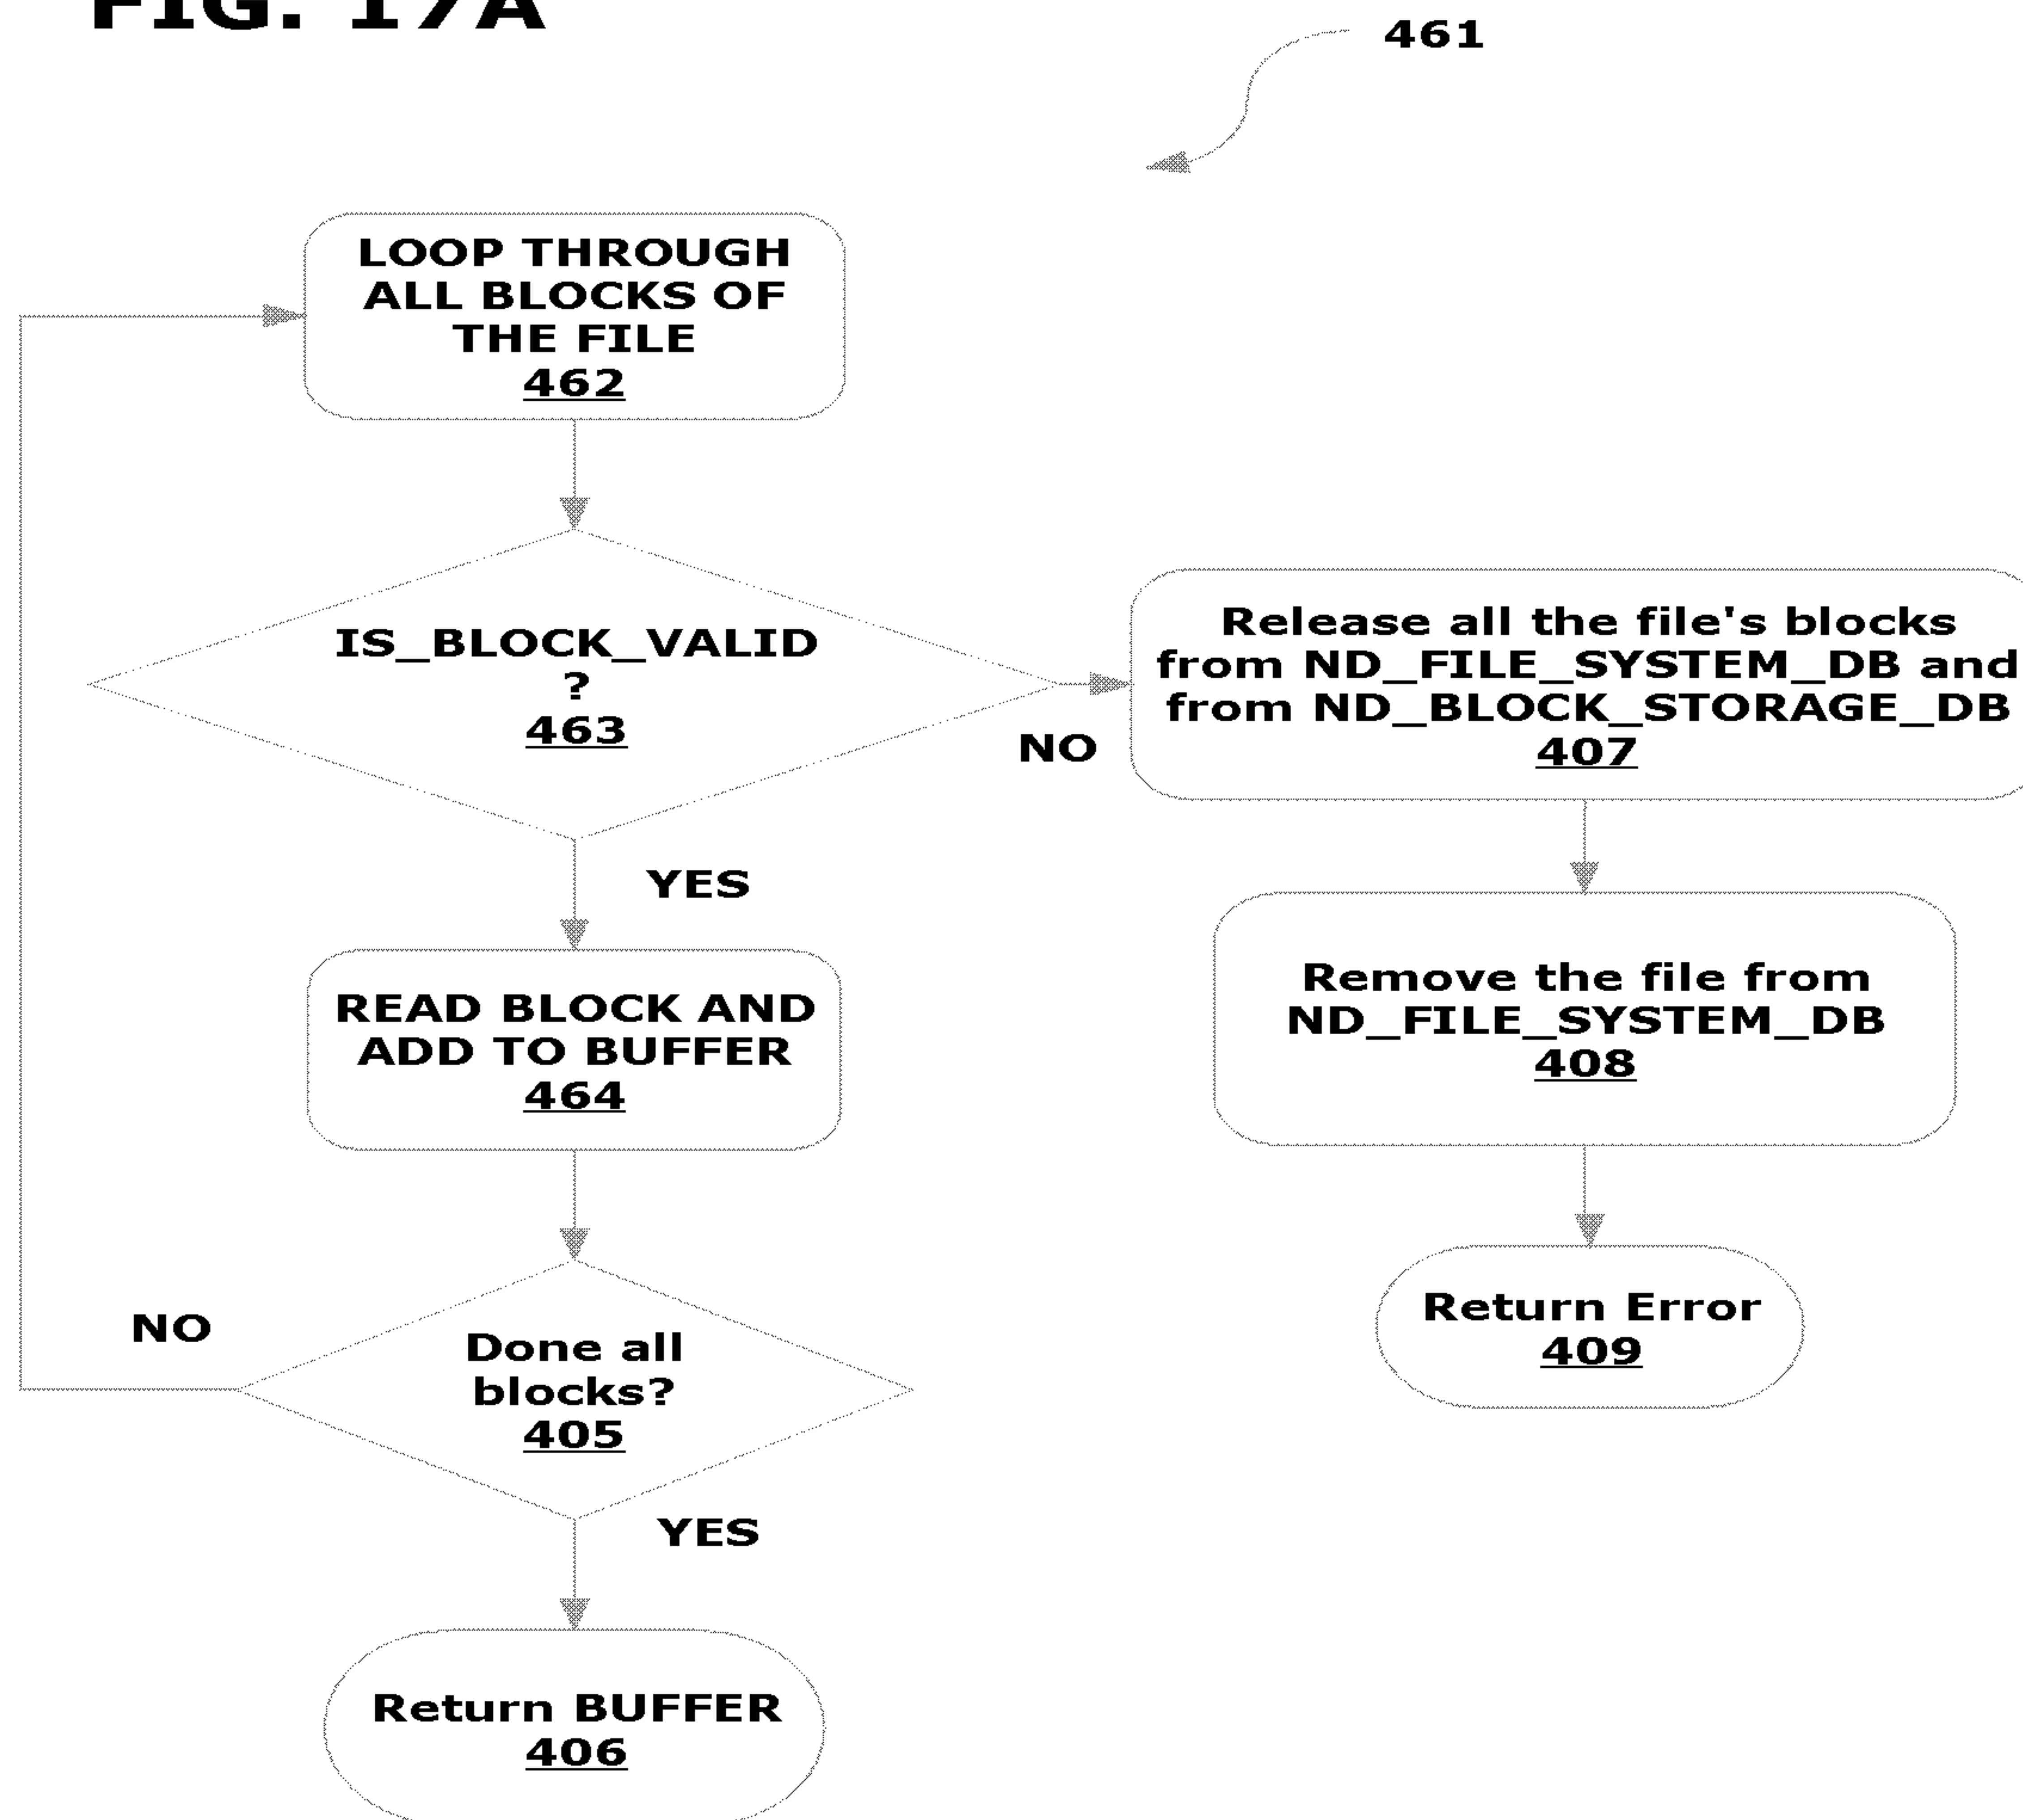 FIG. 17A
461
LOOP THROUGH
ALL BLOCKS OF
THE FILE
462
IS_BLOCK_VALID
?
463
NO
Release all the file's blocks
from ND_FILE_SYSTEM_DB and
from ND_BLOCK_STORAGE_DB
407
YES
READ BLOCK AND
ADD TO BUFFER
464
Remove the file from
ND_FILE_SYSTEM_DB
408
Return Error
409
NO
Done all
blocks?
405
YES
Return BUFFER
406